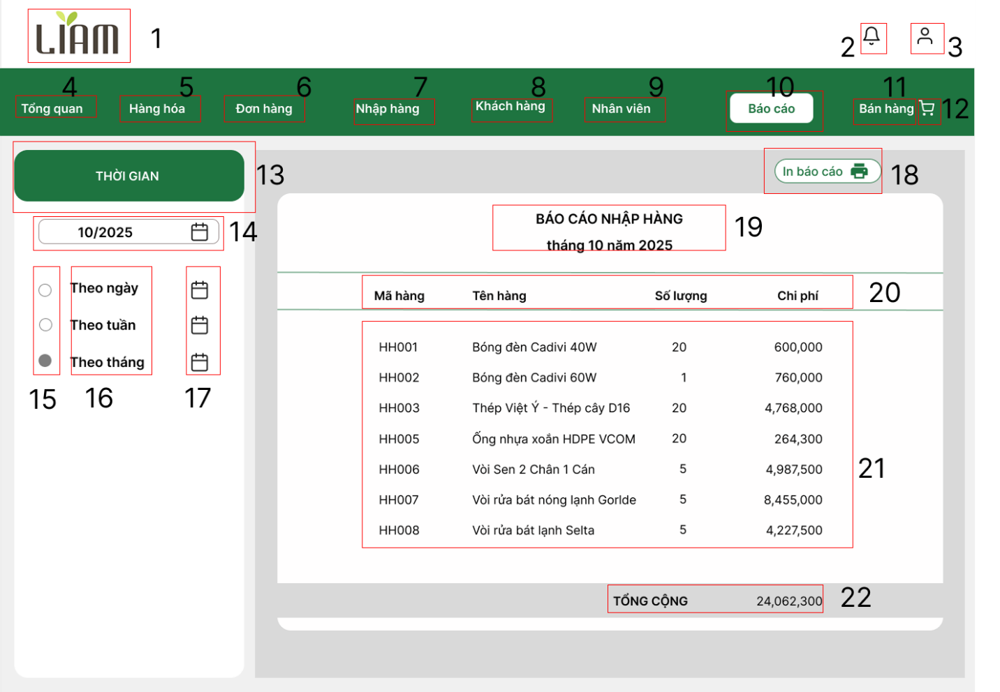 LIAM
1
2
3
4 5 6 7 8 9 10 11
Tổng quan Hàng hóa Đơn hàng Nhập hàng Khách hàng Nhân viên Báo cáo Bán hàng 12
THỜI GIAN 13
In báo cáo 18
10/2025 14
BÁO CÁO NHẬP HÀNG
tháng 10 năm 2025
19
Theo ngày
Theo tuần
Theo tháng
15 16 17
Mã hàng Tên hàng Số lượng Chi phí 20
HH001 Bóng đèn Cadivi 40W 20 600,000
HH002 Bóng đèn Cadivi 60W 1 760,000
HH003 Thép Việt Ý - Thép cây D16 20 4,768,000
HH005 Ống nhựa xoắn HDPE VCOM 20 264,300
HH006 Vòi Sen 2 Chân 1 Cán 5 4,987,500
21
HH007 Vòi rửa bát nóng lạnh Gorlde 5 8,455,000
HH008 Vòi rửa bát lạnh Selta 5 4,227,500
TỔNG CỘNG 24,062,300 22